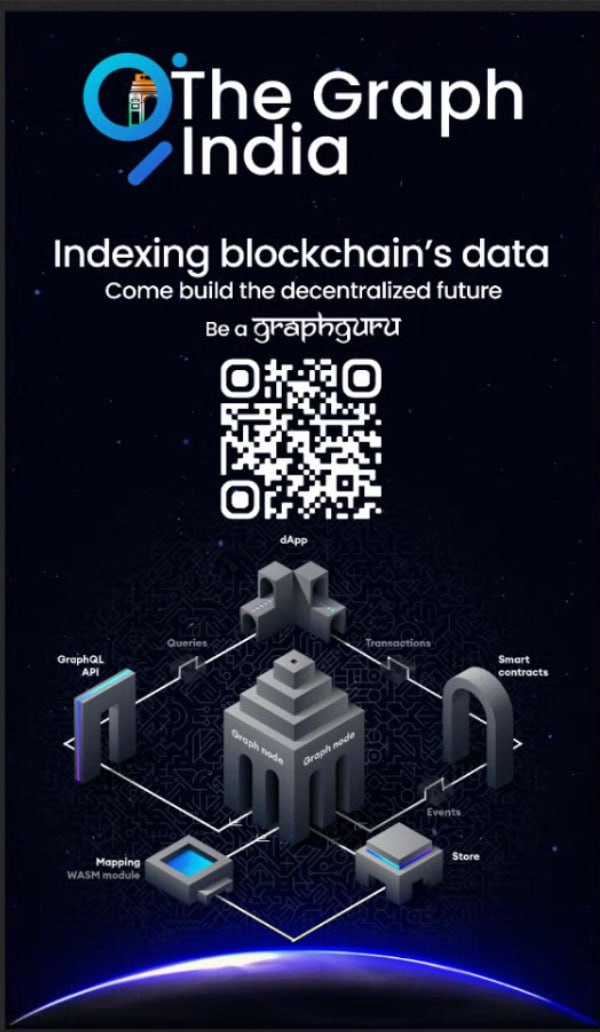 The Graph
India
Indexing blockchain's data
Come build the decentralized future
Be a graphguru
dApp
Queries
Transactions
GraphQL
API
Smart
contracts
Graph node
Graph node
Events
Mapping
WASM module
Store